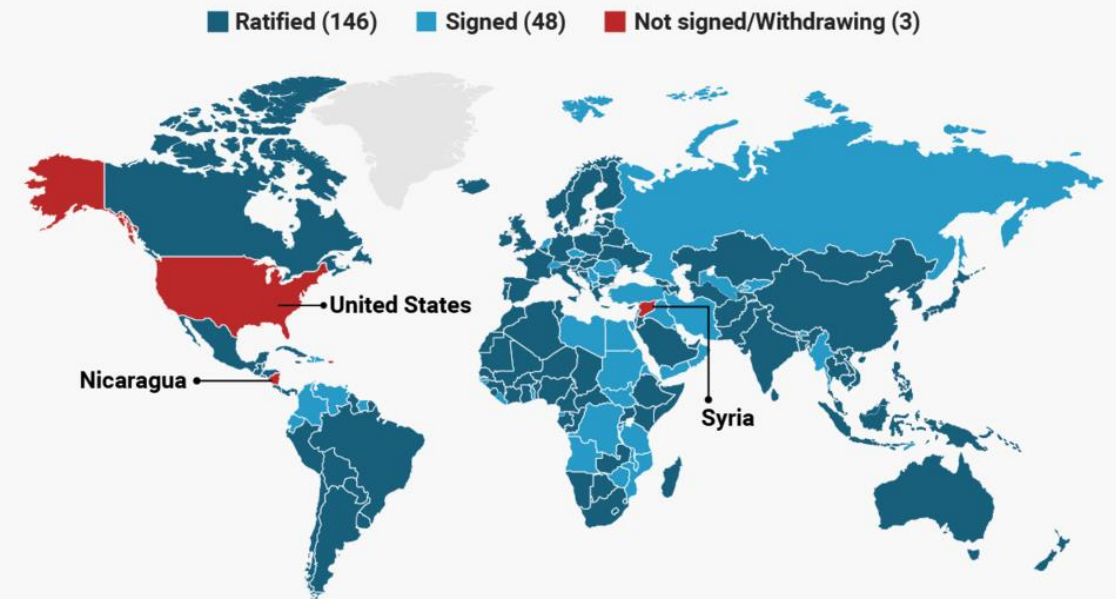 Ratified (146) Signed (48) Not signed/Withdrawing (3)
United States
Nicaragua
Syria